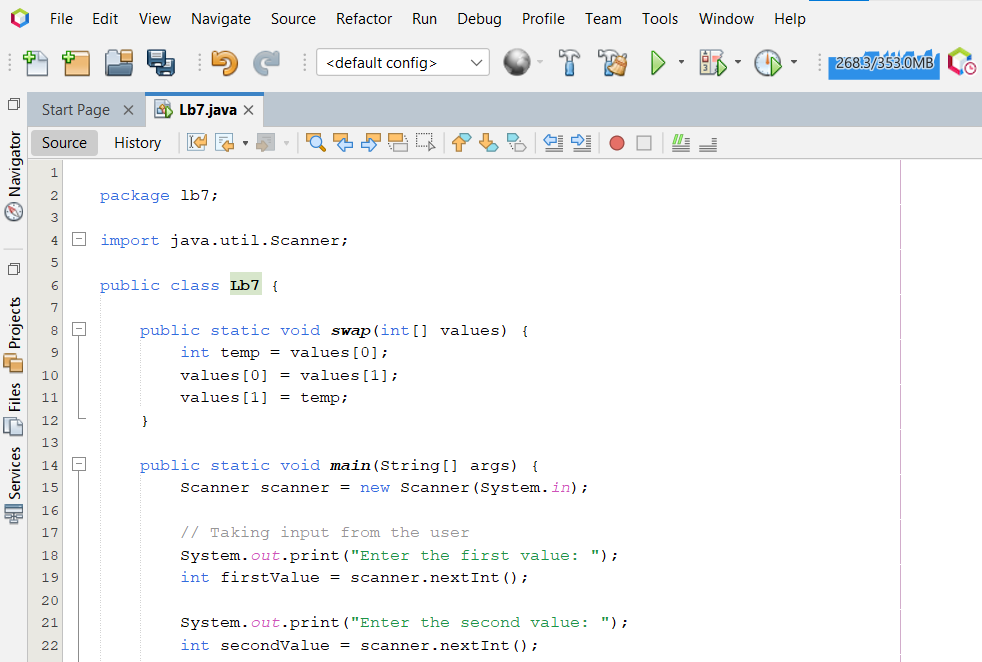 File Edit View Navigate Source Refactor Run Debug Profile Team Tools Window Help
<default config> 268.3/353.0MB
Start Page Lb7.java
Source History
Navigator
Projects
Files
Services
1
2 package lb7;
3
4 import java.util.Scanner;
5
6 public class Lb7 {
7
8 public static void swap(int[] values) {
9 int temp = values[0];
10 values[0] = values[1];
11 values[1] = temp;
12 }
13
14 public static void main(String[] args) {
15 Scanner scanner = new Scanner(System.in);
16
17 // Taking input from the user
18 System.out.print("Enter the first value: ");
19 int firstValue = scanner.nextInt();
20
21 System.out.print("Enter the second value: ");
22 int secondValue = scanner.nextInt();